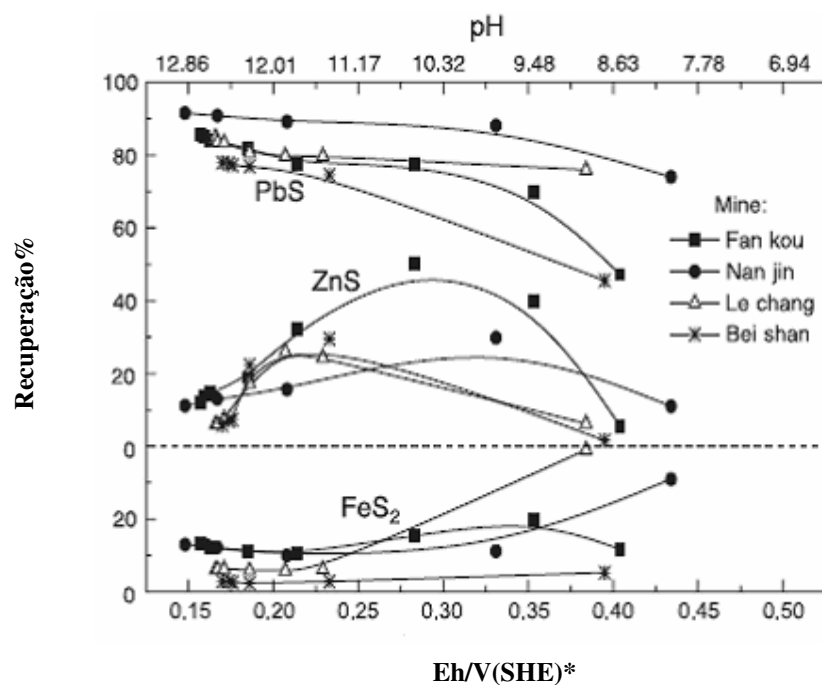 pH
12.86 12.01 11.17 10.32 9.48 8.63 7.78 6.94
100
80
60
40
20
0
20
0
Recuperação%
PbS
ZnS
FeS₂
Mine:
Fan kou
Nan jin
Le chang
Bei shan
0,15 0,20 0,25 0,30 0,35 0,40 0,45 0,50
Eh/V(SHE)*